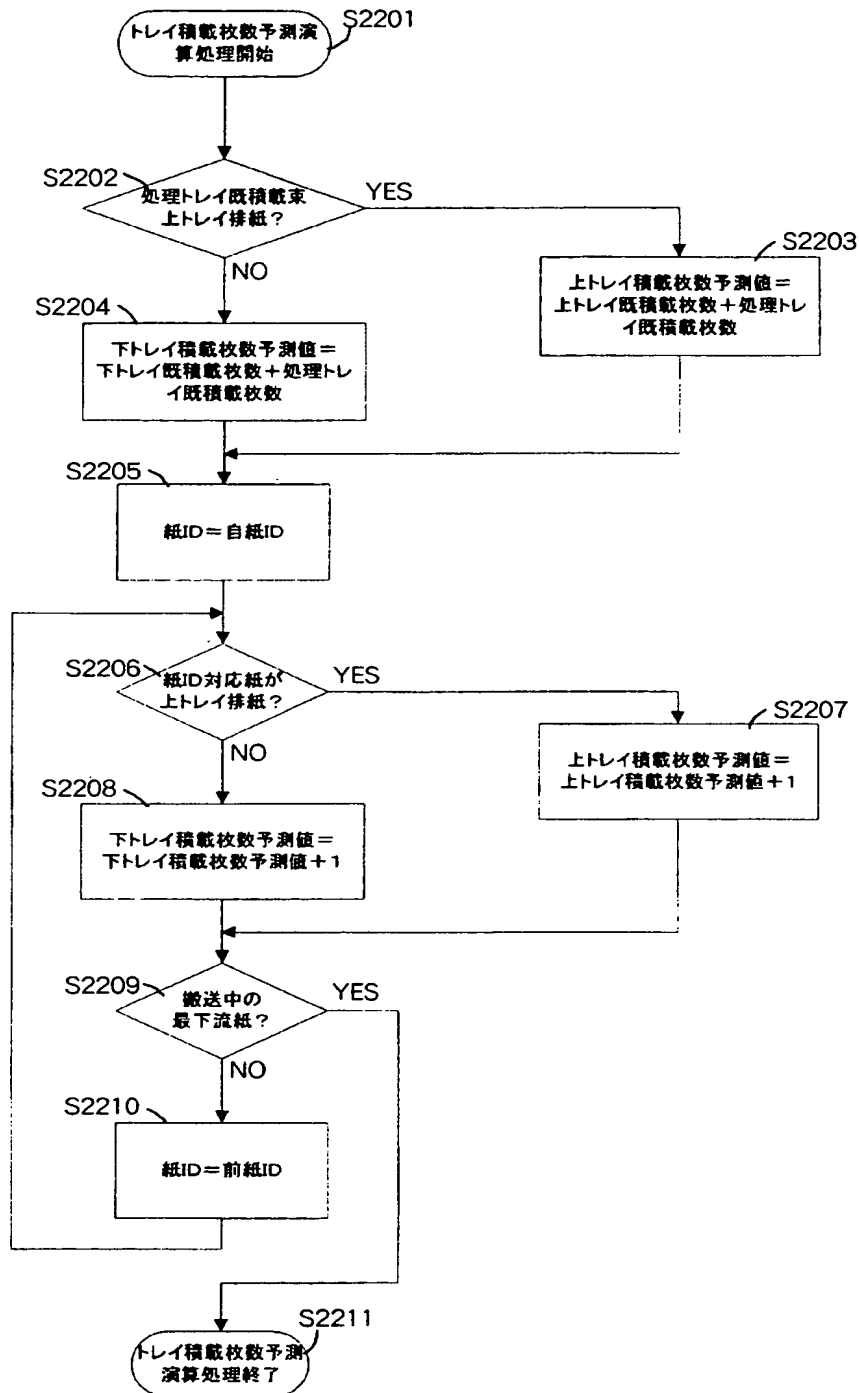 トレイ積載枚数予測演
算処理開始
S2201
S2202
処理トレイ既積載束
上トレイ排紙？
YES
NO
S2203
上トレイ積載枚数予測値＝
上トレイ既積載枚数＋処理トレ
イ既積載枚数
S2204
下トレイ積載枚数予測値＝
下トレイ既積載枚数＋処理トレ
イ既積載枚数
S2205
紙ID＝自紙ID
S2206
紙ID対応紙が
上トレイ排紙？
YES
NO
S2207
上トレイ積載枚数予測値＝
上トレイ積載枚数予測値＋1
S2208
下トレイ積載枚数予測値＝
下トレイ積載枚数予測値＋1
S2209
搬送中の
最下流紙？
YES
NO
S2210
紙ID＝前紙ID
S2211
トレイ積載枚数予測
演算処理終了